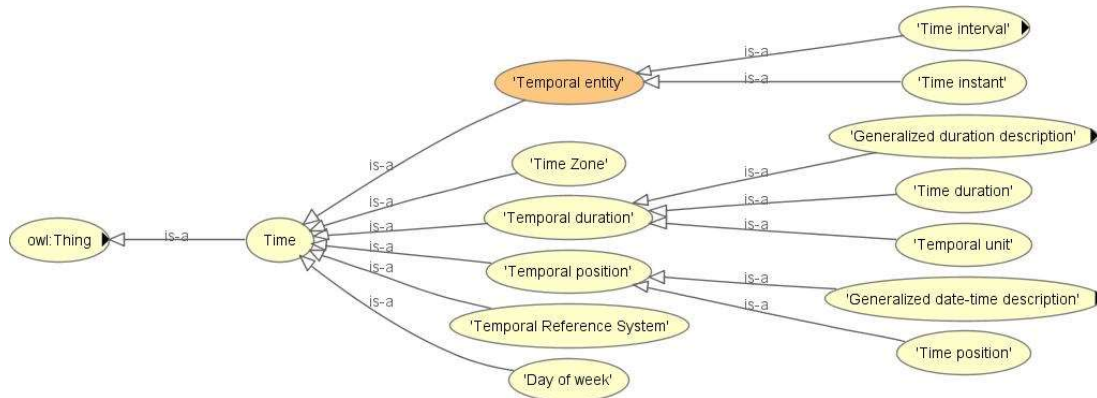 'Time interval'
is-a
'Temporal entity'
is-a
'Time instant'
'Generalized duration description'
is-a
is-a
'Time Zone'
is-a
is-a
'Time duration'
'Temporal duration'
is-a
is-a
owl:Thing
is-a
Time
is-a
'Temporal unit'
'Temporal position'
is-a
is-a
'Generalized date-time description'
is-a
is-a
'Temporal Reference System'
is-a
'Time position'
'Day of week'